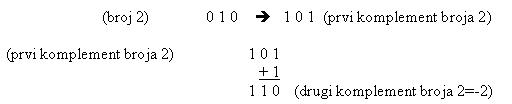 (broj 2) 0 1 0 ➔ 1 0 1 (prvi komplement broja 2)
(prvi komplement broja 2) 1 0 1
+ 1
1 1 0 (drugi komplement broja 2=-2)